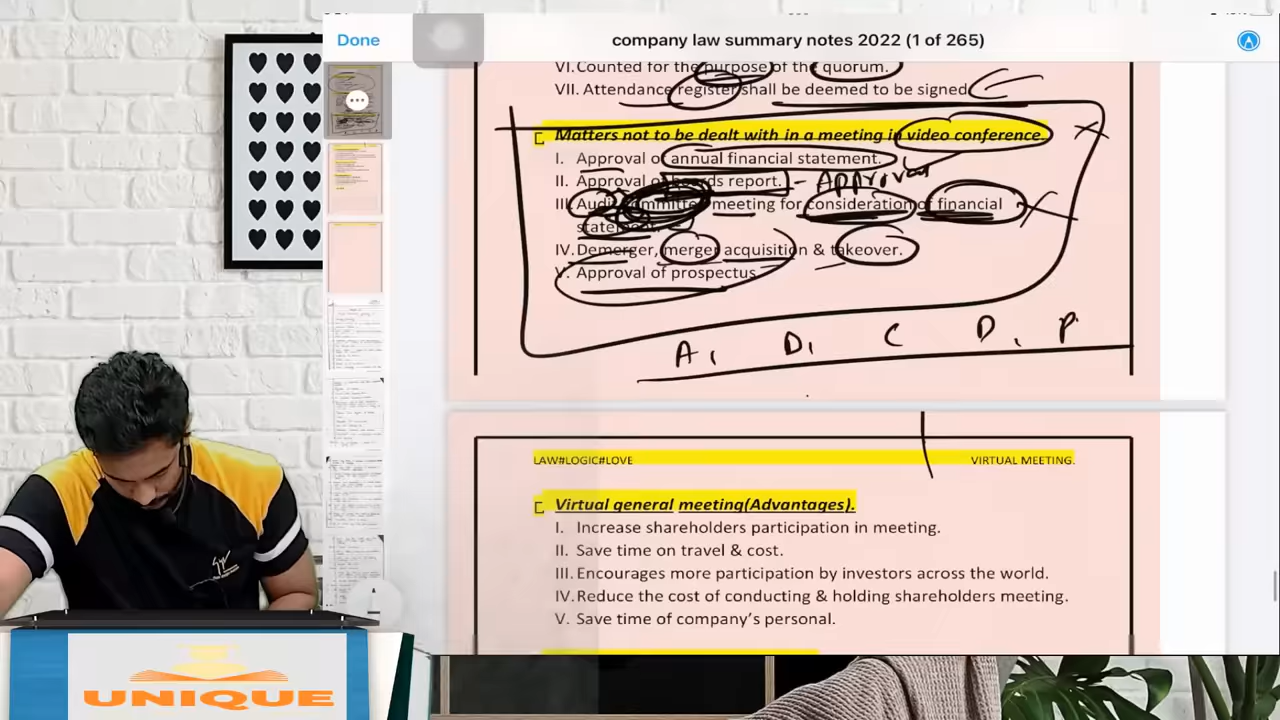 Done
company law summary notes 2022 (1 of 265)
VI. Counted for the purpose of the quorum.
VII. Attendance register shall be deemed to be signed
Matters not to be dealt with in a meeting in video conference.
I. Approval of annual financial statement.
II. Approval report. - Approval
III. Audit committee meeting for consideration of financial
statement.
IV. Demerger, merger acquisition & takeover.
V. Approval of prospectus
A, D, C D, P
LAW#LOGIC#LOVE
VIRTUAL MEETING.
Virtual general meeting(Advantages).
I. Increase shareholders participation in meeting.
II. Save time on travel & cost.
III. Encourages more participation by investors across the world.
IV. Reduce the cost of conducting & holding shareholders meeting.
V. Save time of company's personal.
UNIQUE